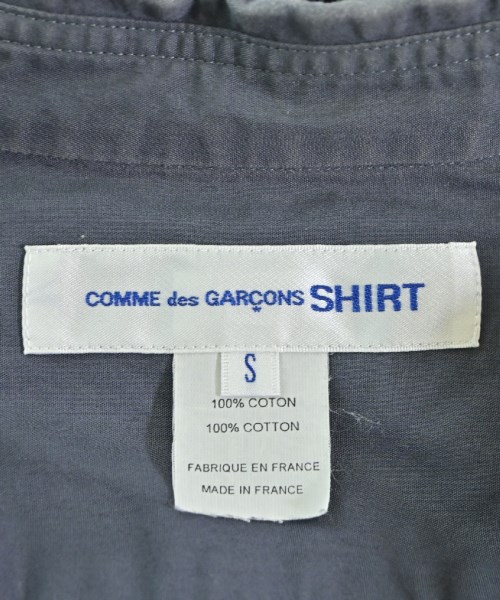 COMME des GARÇONS SHIRT
S
100% COTON
100% COTTON
FABRIQUE EN FRANCE
MADE IN FRANCE